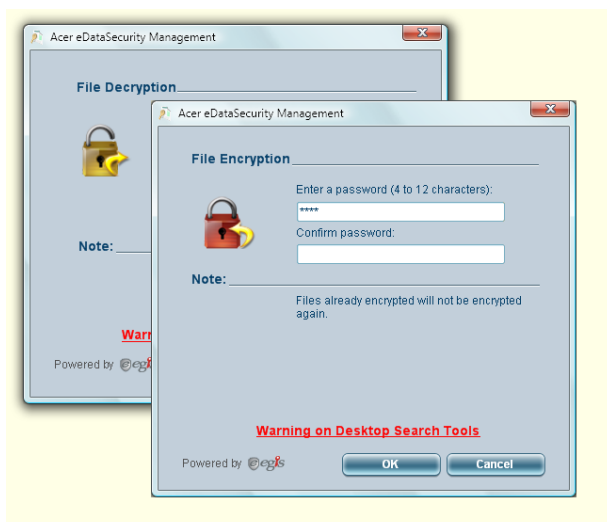 Acer eDataSecurity Management
File Decryption
Note:
Powered by egis
Acer eDataSecurity Management
File Encryption
Enter a password (4 to 12 characters):
****
Confirm password:
Note:
Files already encrypted will not be encrypted
again.
Warning on Desktop Search Tools
Powered by egis
OK
Cancel